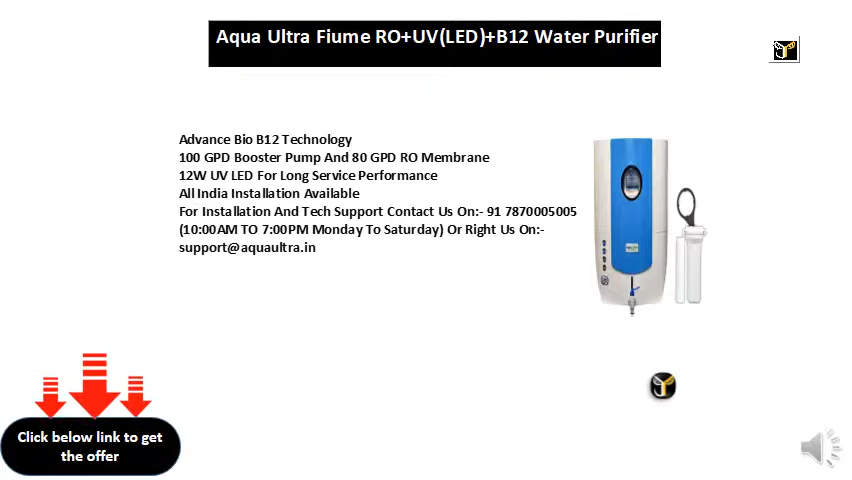 Aqua Ultra Fiume RO+UV(LED)+B12 Water Purifier
Advance Bio B12 Technology
100 GPD Booster Pump And 80 GPD RO Membrane
12W UV LED For Long Service Performance
All India Installation Available
For Installation And Tech Support Contact Us On:- 91 7870005005
(10:00AM TO 7:00PM Monday To Saturday) Or Right Us On:-
support@aquaultra.in
Click below link to get
the offer